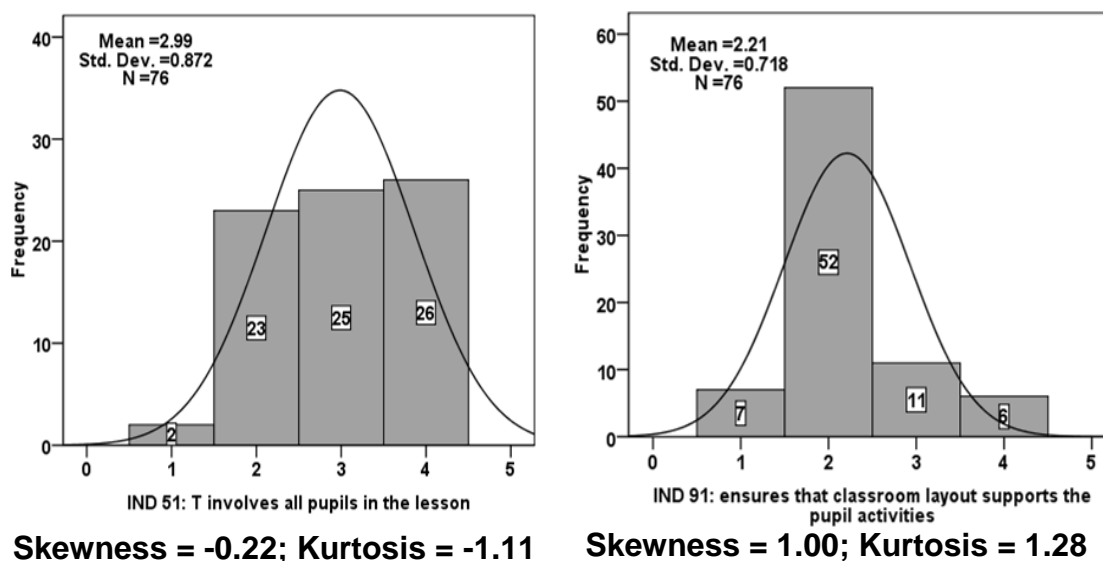 Mean =2.99
Std. Dev. =0.872
N =76
40
30
20
10
0
Frequency
2
23
25
26
0 1 2 3 4 5
IND 51: T involves all pupils in the lesson
Skewness = -0.22; Kurtosis = -1.11
Mean =2.21
Std. Dev. =0.718
N =76
60
50
40
30
20
10
0
Frequency
7
52
11
6
0 1 2 3 4 5
IND 91: ensures that classroom layout supports the
pupil activities
Skewness = 1.00; Kurtosis = 1.28